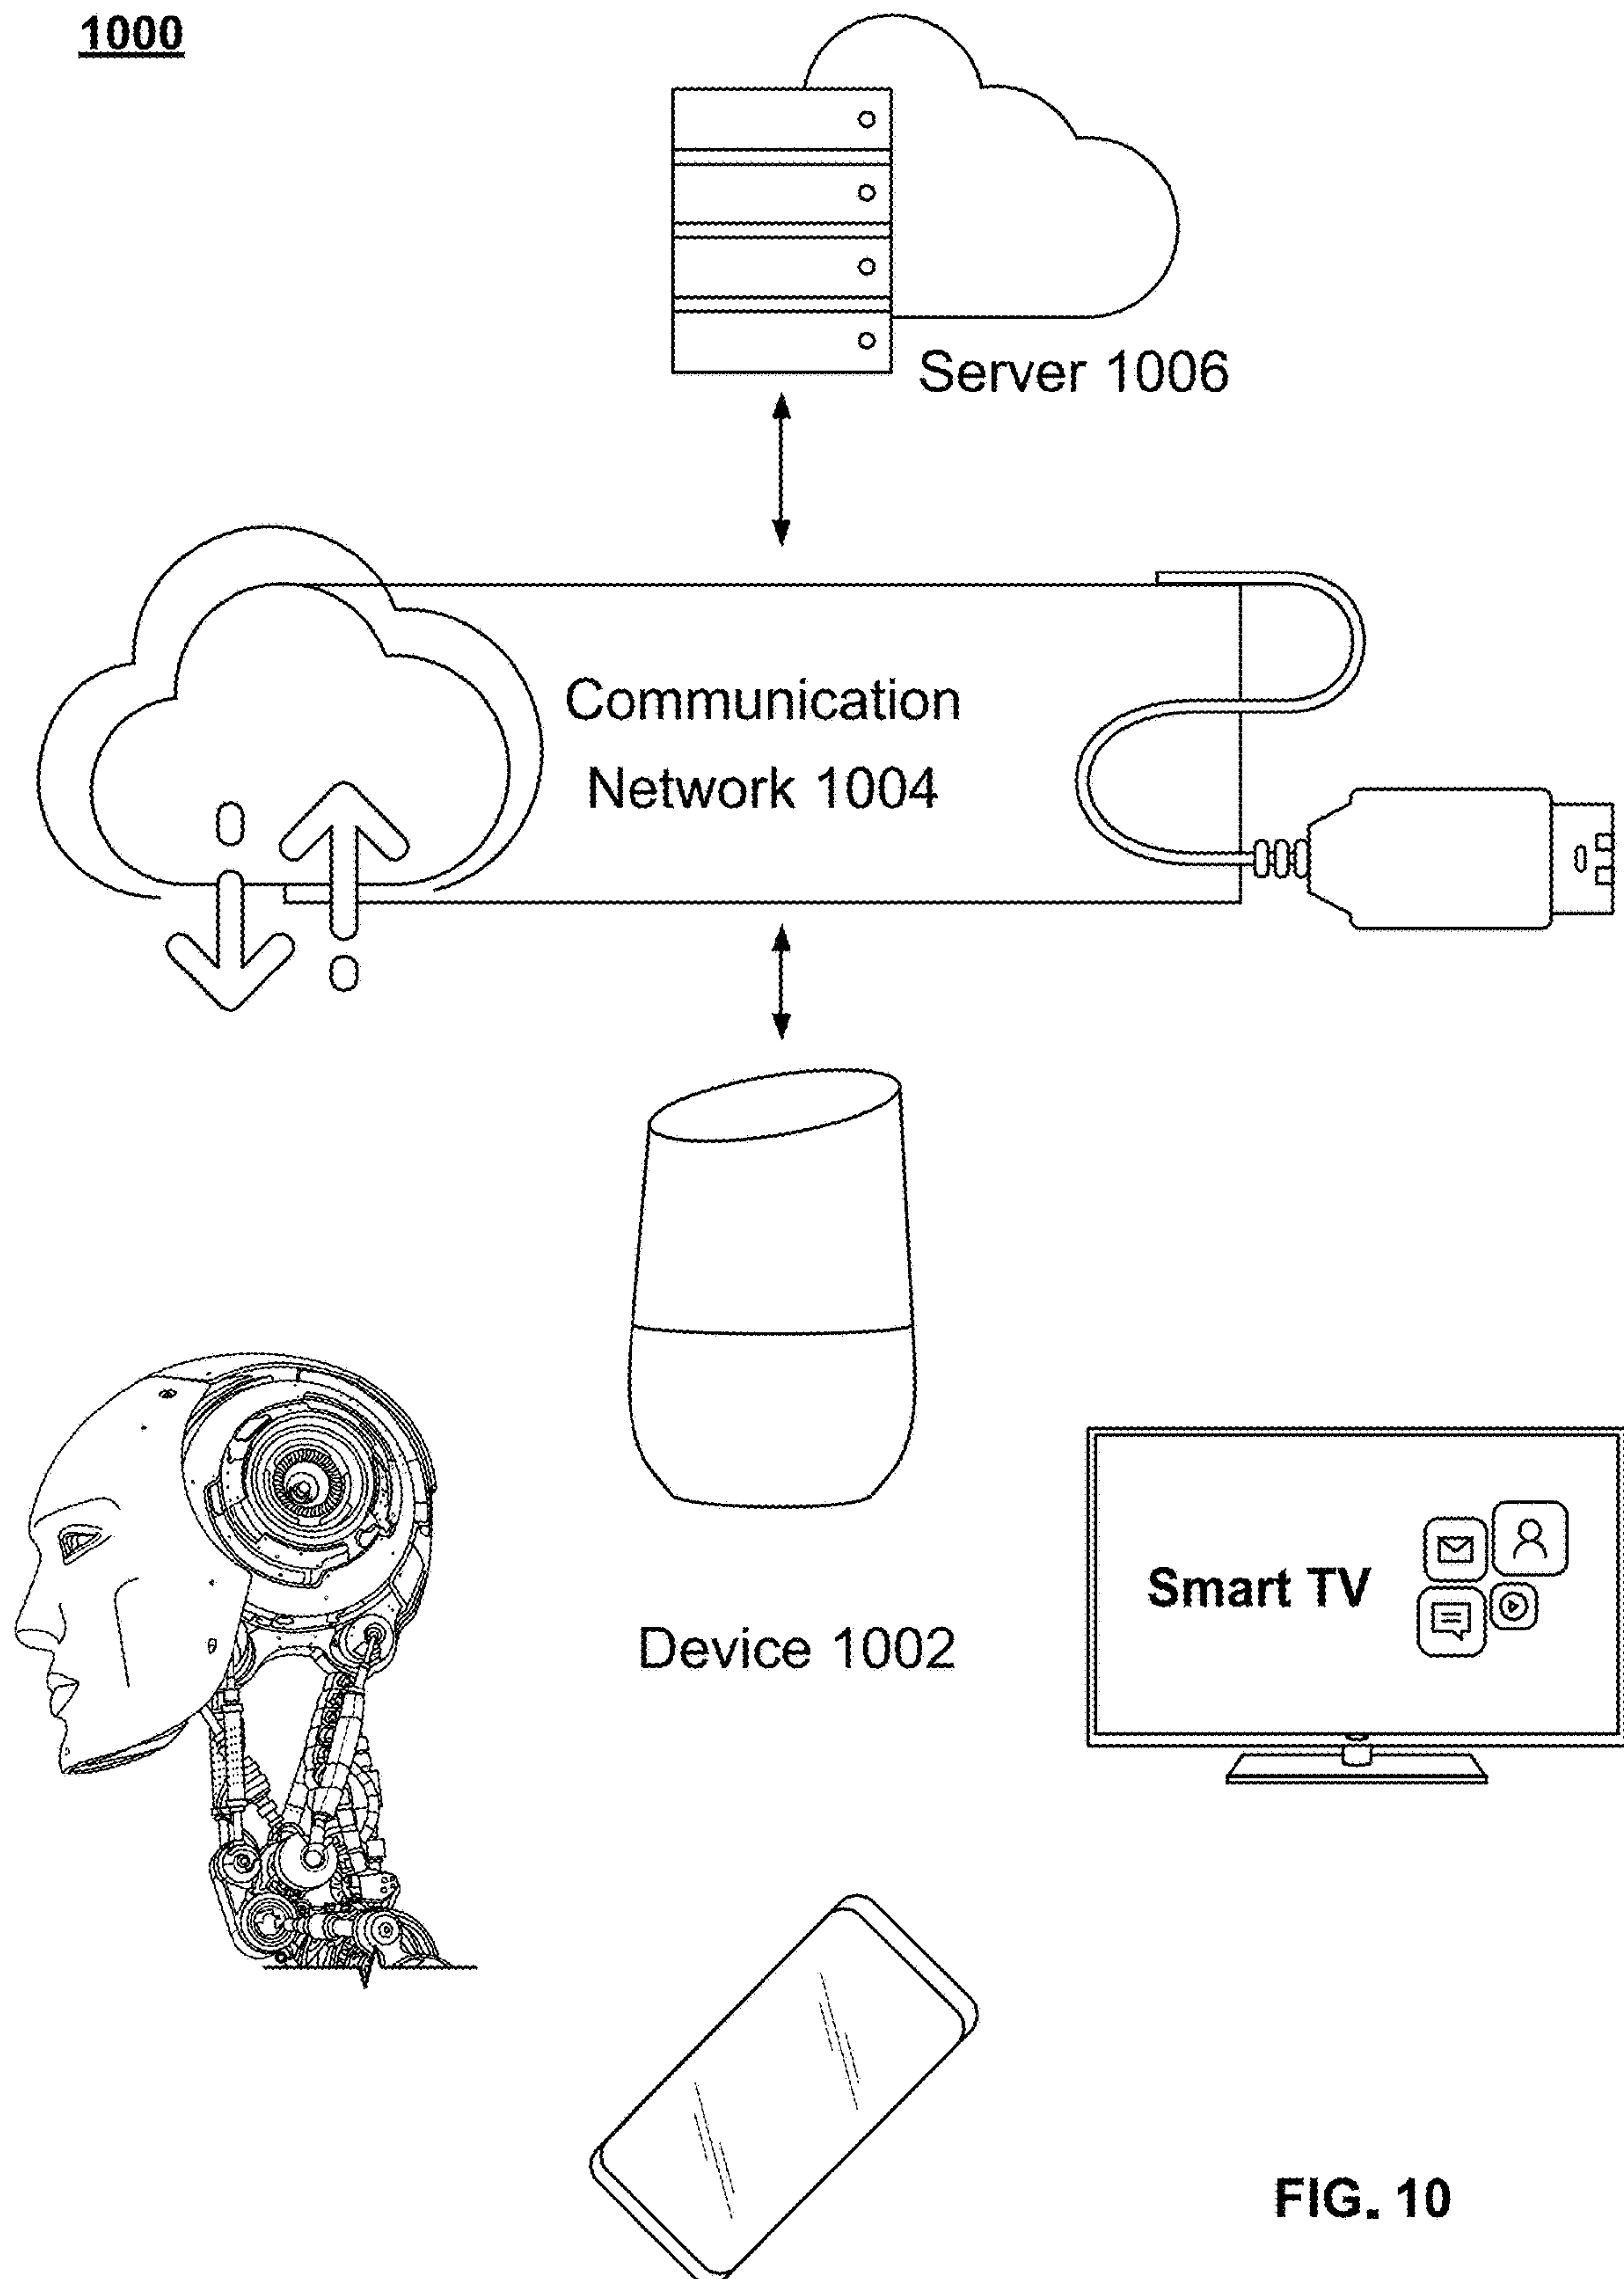 1000
Server 1006
Communication
Network 1004
Smart TV
Device 1002
FIG. 10